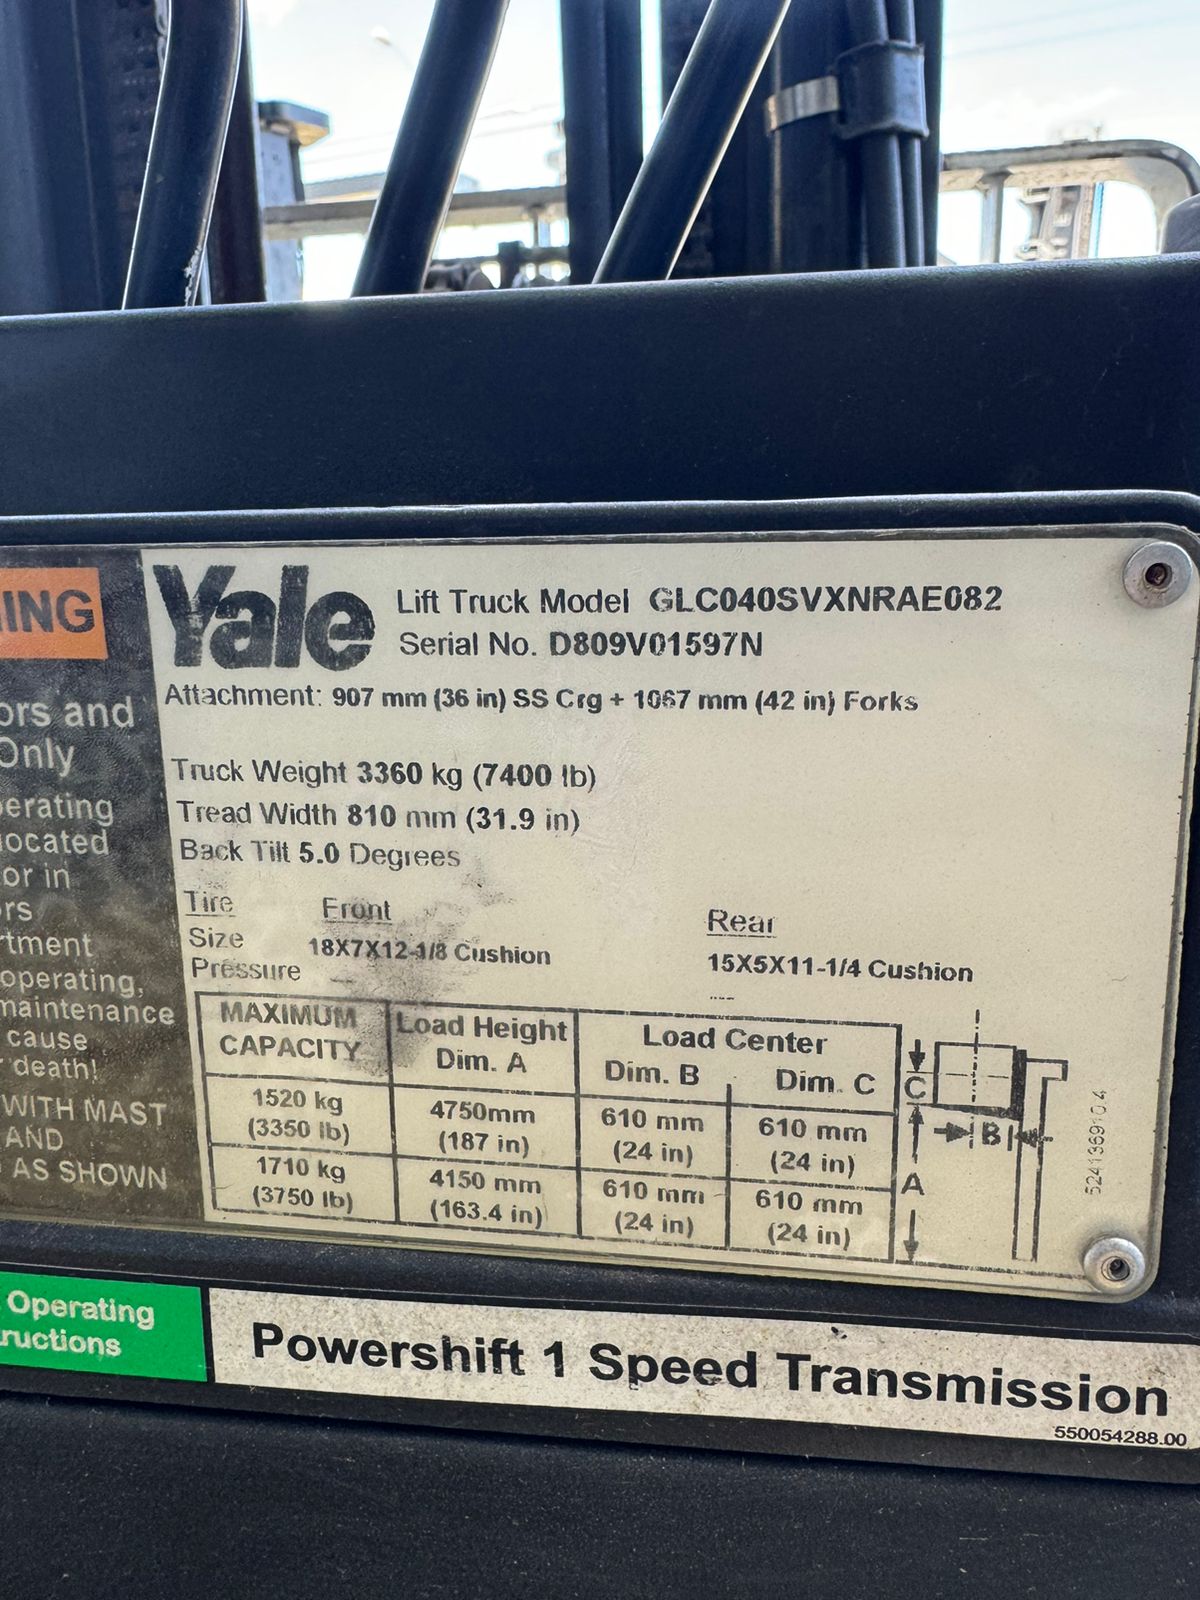 ING
ors and
Only
erating
located
or in
rs
rtment
operating,
maintenance
cause
death!
WITH MAST
AND
AS SHOWN
Yale
Lift Truck Model GLC040SVXNRAE082
Serial No. D809V01597N
Attachment: 907 mm (36 in) SS Crg + 1067 mm (42 in) Forks
Truck Weight 3360 kg (7400 lb)
Tread Width 810 mm (31.9 in)
Back Tilt 5.0 Degrees
Tire Front Rear
Size 18X7X12-1/8 Cushion 15X5X11-1/4 Cushion
Pressure ---
MAXIMUM CAPACITY Load Height Dim. A Load Center Dim. B Dim. C
1520 kg (3350 lb) 4750mm (187 in) 610 mm (24 in) 610 mm (24 in)
1710 kg (3750 lb) 4150 mm (163.4 in) 610 mm (24 in) 610 mm (24 in)
C
B
A
524136910 4
Operating
ructions
Powershift 1 Speed Transmission
550054288.00